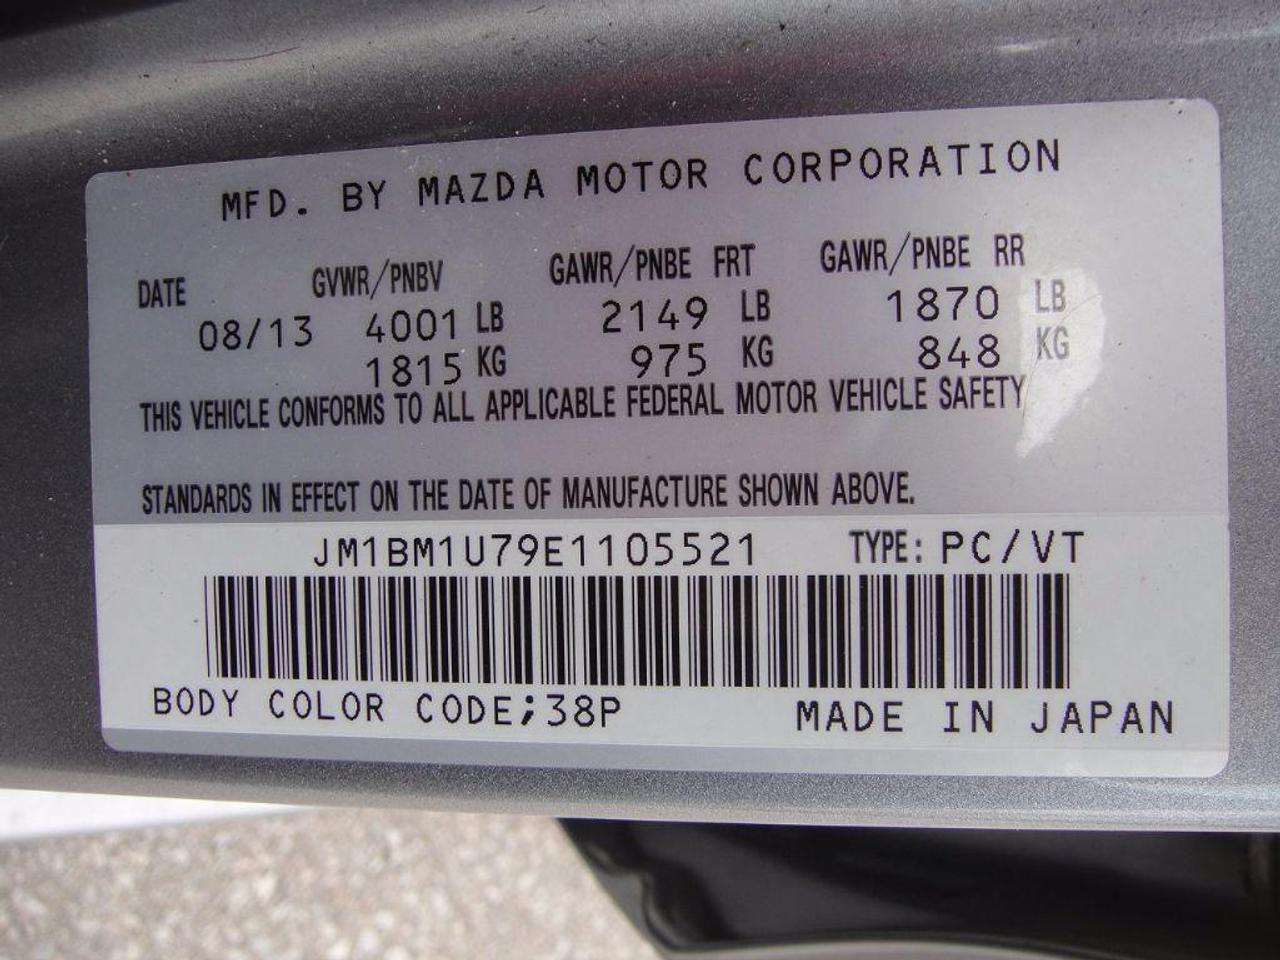 MFD. BY MAZDA MOTOR CORPORATION
DATE GVWR/PNBV GAWR/PNBE FRT GAWR/PNBE RR
08/13 4001 LB 2149 LB 1870 LB
1815 KG 975 KG 848 KG
THIS VEHICLE CONFORMS TO ALL APPLICABLE FEDERAL MOTOR VEHICLE SAFETY
STANDARDS IN EFFECT ON THE DATE OF MANUFACTURE SHOWN ABOVE.
JM1BM1U79E1105521 TYPE: PC/VT
BODY COLOR CODE;38P MADE IN JAPAN